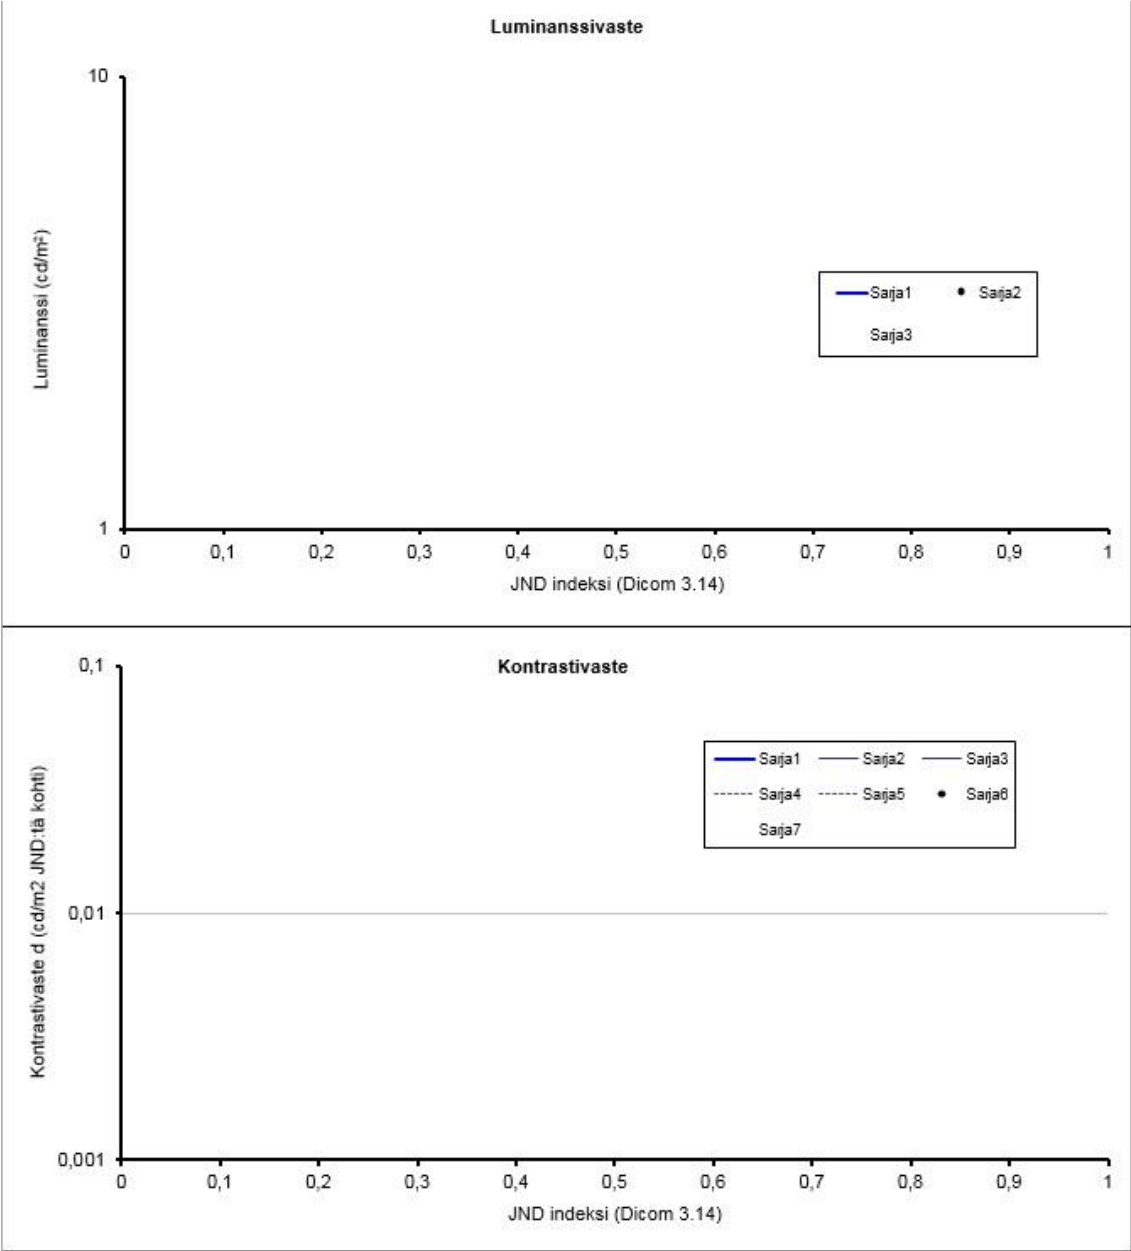 Luminanssivaste
10
Luminanssi (cd/m²)
Sarja1 Sarja2
Sarja3
1
0 0,1 0,2 0,3 0,4 0,5 0,6 0,7 0,8 0,9 1
JND indeksi (Dicom 3.14)
Kontrastivaste
0,1
Kontrastivaste d (cd/m2 JND:tä kohti)
Sarja1 Sarja2 Sarja3
Sarja4 Sarja5 Sarja6
Sarja7
0,01
0,001
0 0,1 0,2 0,3 0,4 0,5 0,6 0,7 0,8 0,9 1
JND indeksi (Dicom 3.14)